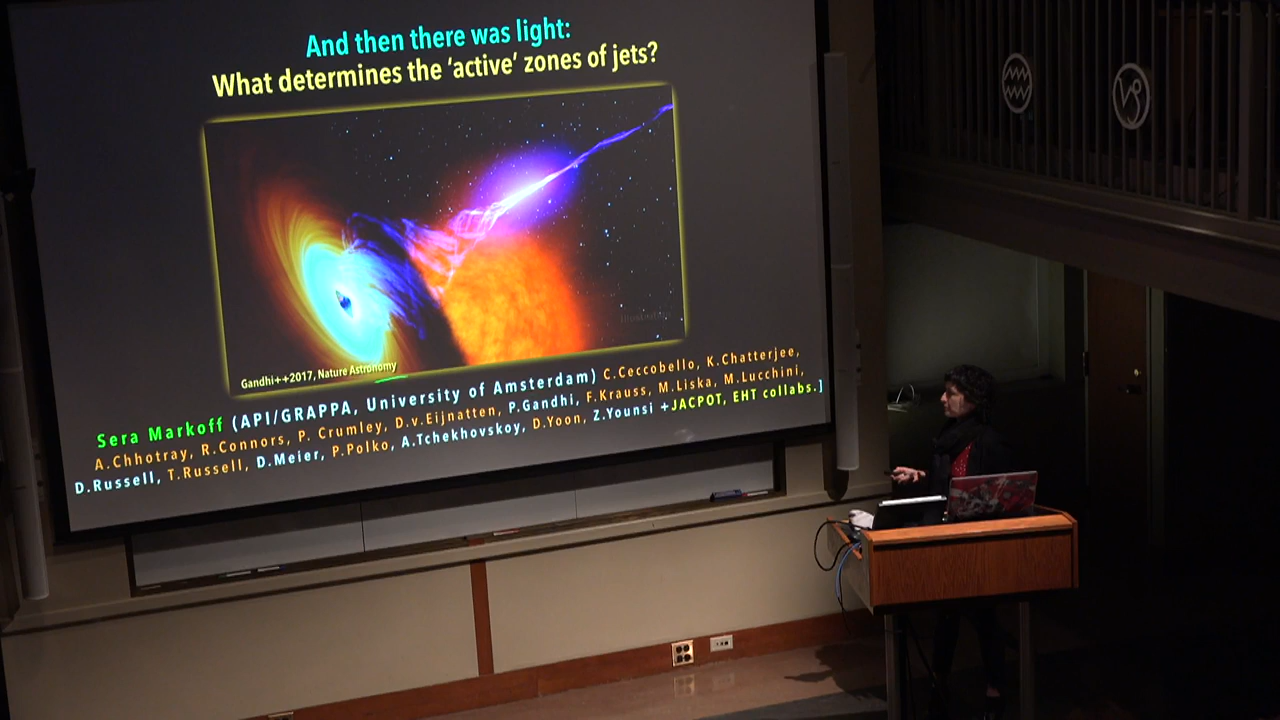 And then there was light:
What determines the ‘active’ zones of jets?
Gandhi++2017, Nature Astronomy
Sera Markoff (API/GRAPPA, University of Amsterdam) C.Ceccobello, K.Chatterjee,
A.Chhotray, R.Connors, P. Crumley, D.v.Eijnatten, P.Gandhi, F.Krauss, M.Liska, M.Lucchini,
D.Russell, T.Russell, D.Meier, P.Polko, A.Tchekhovskoy, D.Yoon, Z.Younsi +JACPOT, EHT collabs.]